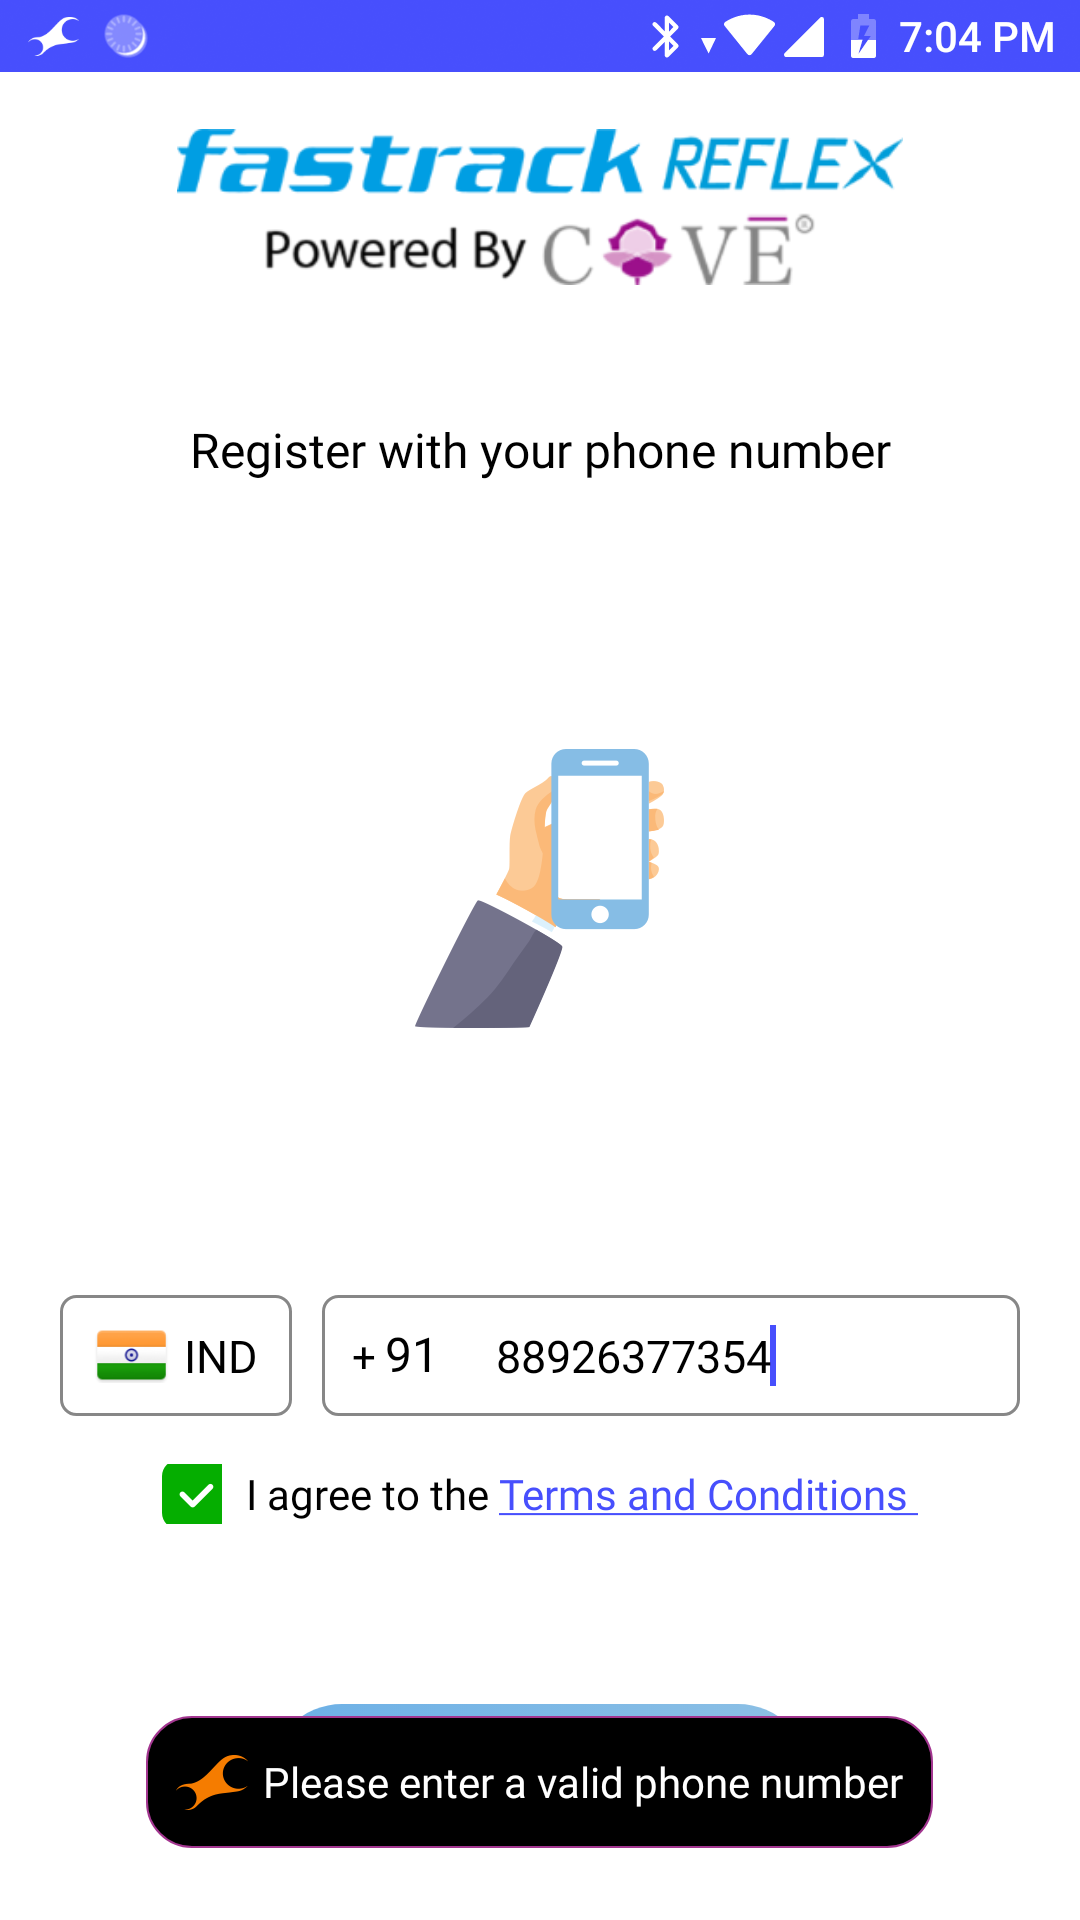 7:04 PM
fastrack REFLEX
Powered By COVĒ®
Register with your phone number
IND
+ 91 88926377354
I agree to the Terms and Conditions
Please enter a valid phone number